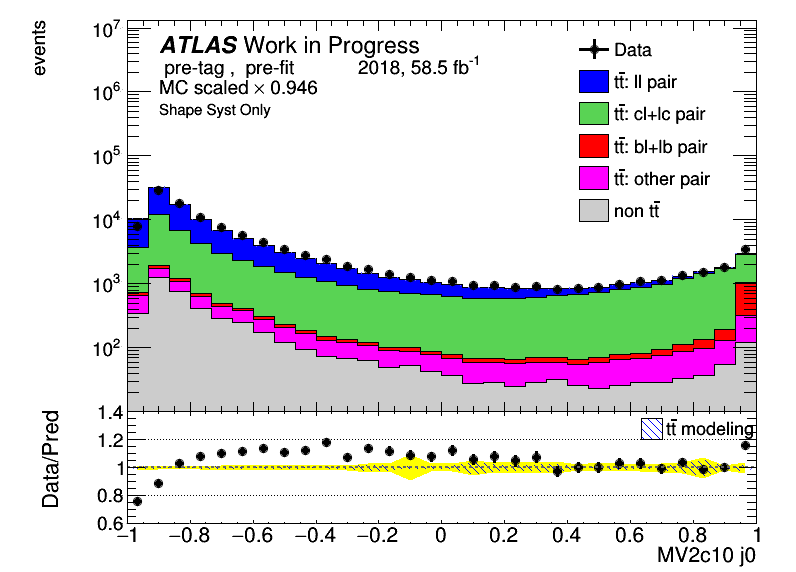 events
10⁷
10⁶
10⁵
10⁴
10³
10²
ATLAS Work in Progress
pre-tag , pre-fit 2018, 58.5 fb⁻¹
MC scaled × 0.946
Shape Syst Only
Data
tt̄: ll pair
tt̄: cl+lc pair
tt̄: bl+lb pair
tt̄: other pair
non tt̄
Data/Pred
1.4
1.2
1
0.8
0.6
tt̄ modeling
−1 −0.8 −0.6 −0.4 −0.2 0 0.2 0.4 0.6 0.8 1
MV2c10 j0